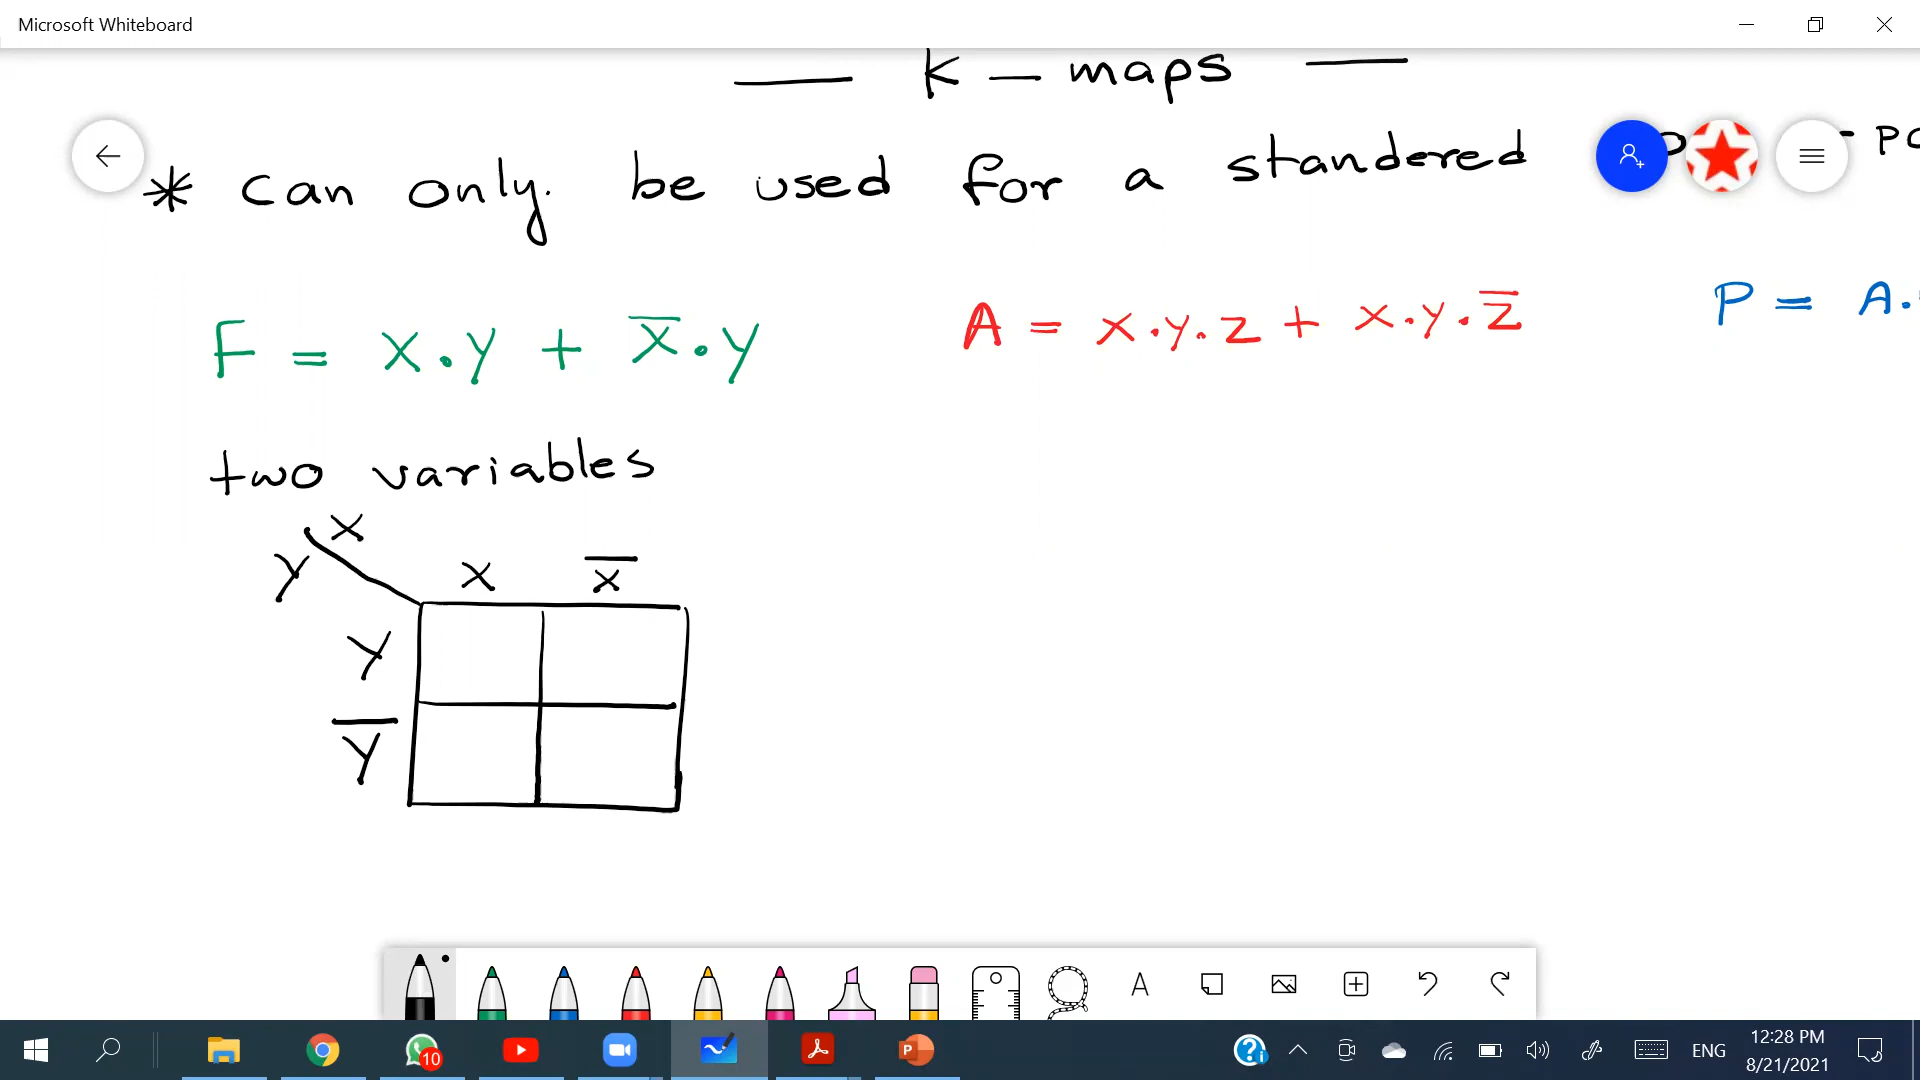 Microsoft Whiteboard
— K - maps —
* can only be used for a standered
F = X.y + X̅.y
A = X.y.z + X.y.z̅
P = A.
two variables
X
y
X X̅
Y
Y̅
A
10
ENG
12:28 PM
8/21/2021